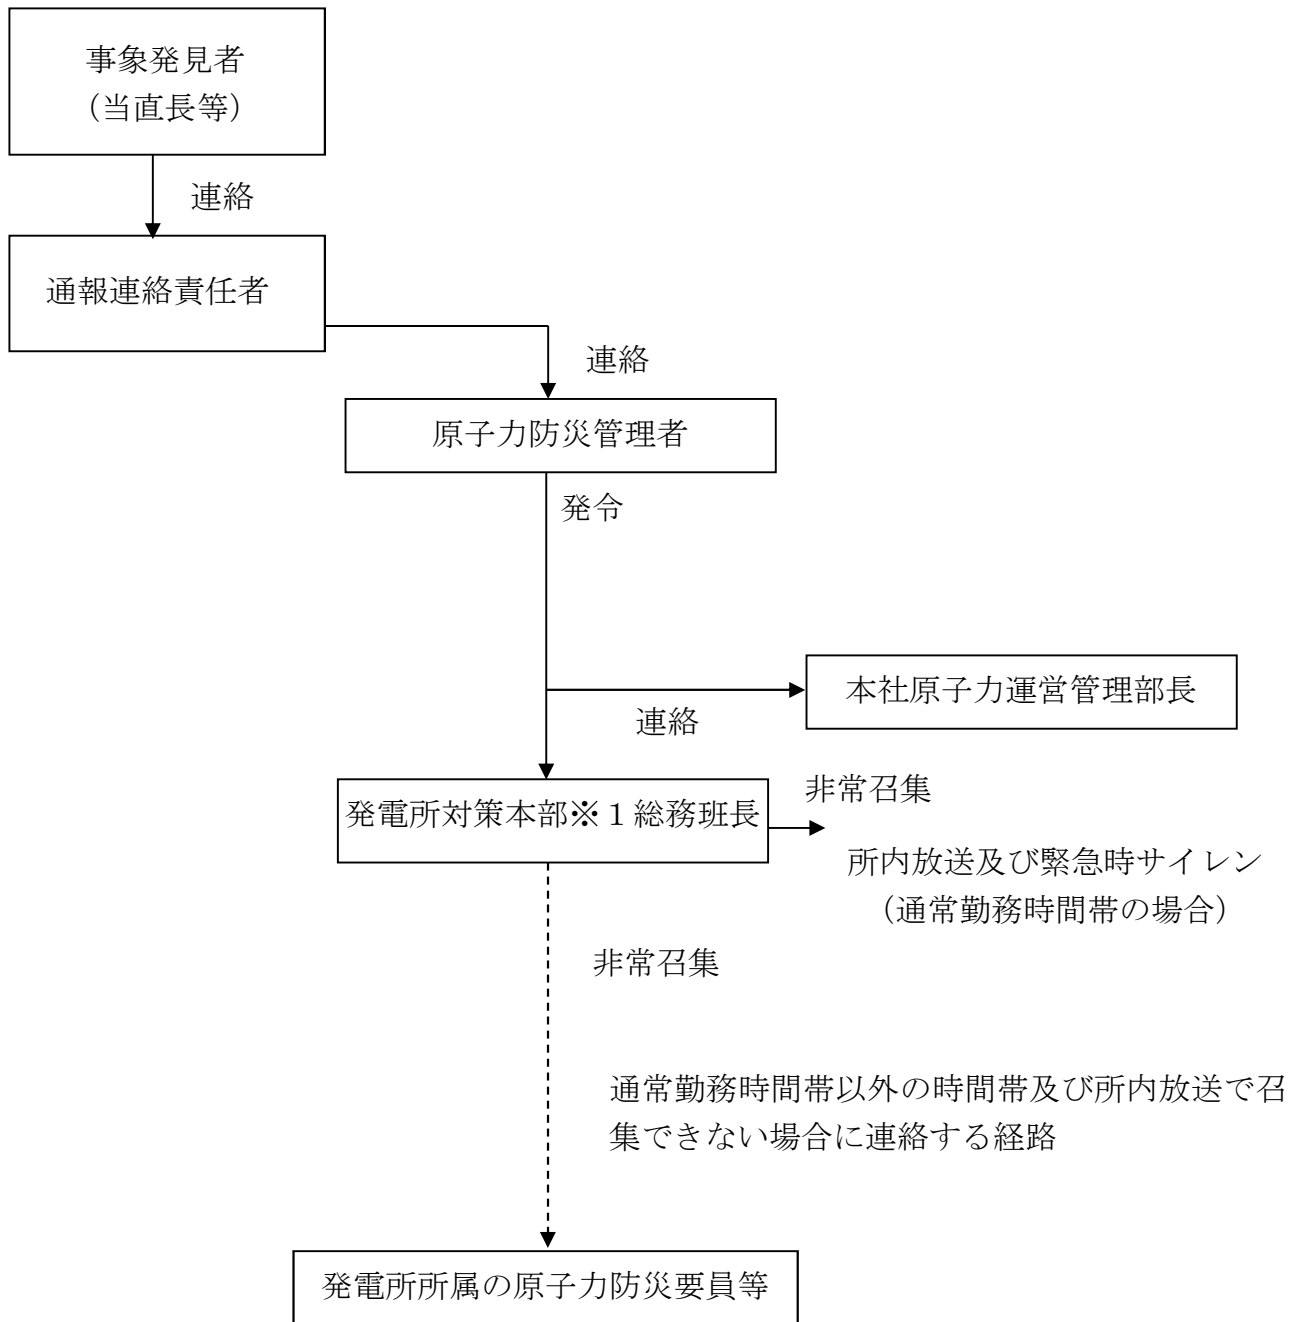 事象発見者
（当直長等）
連絡
通報連絡責任者
連絡
原子力防災管理者
発令
本社原子力運営管理部長
連絡
発電所対策本部※１総務班長
非常召集
所内放送及び緊急時サイレン
（通常勤務時間帯の場合）
非常召集
通常勤務時間帯以外の時間帯及び所内放送で召
集できない場合に連絡する経路
発電所所属の原子力防災要員等